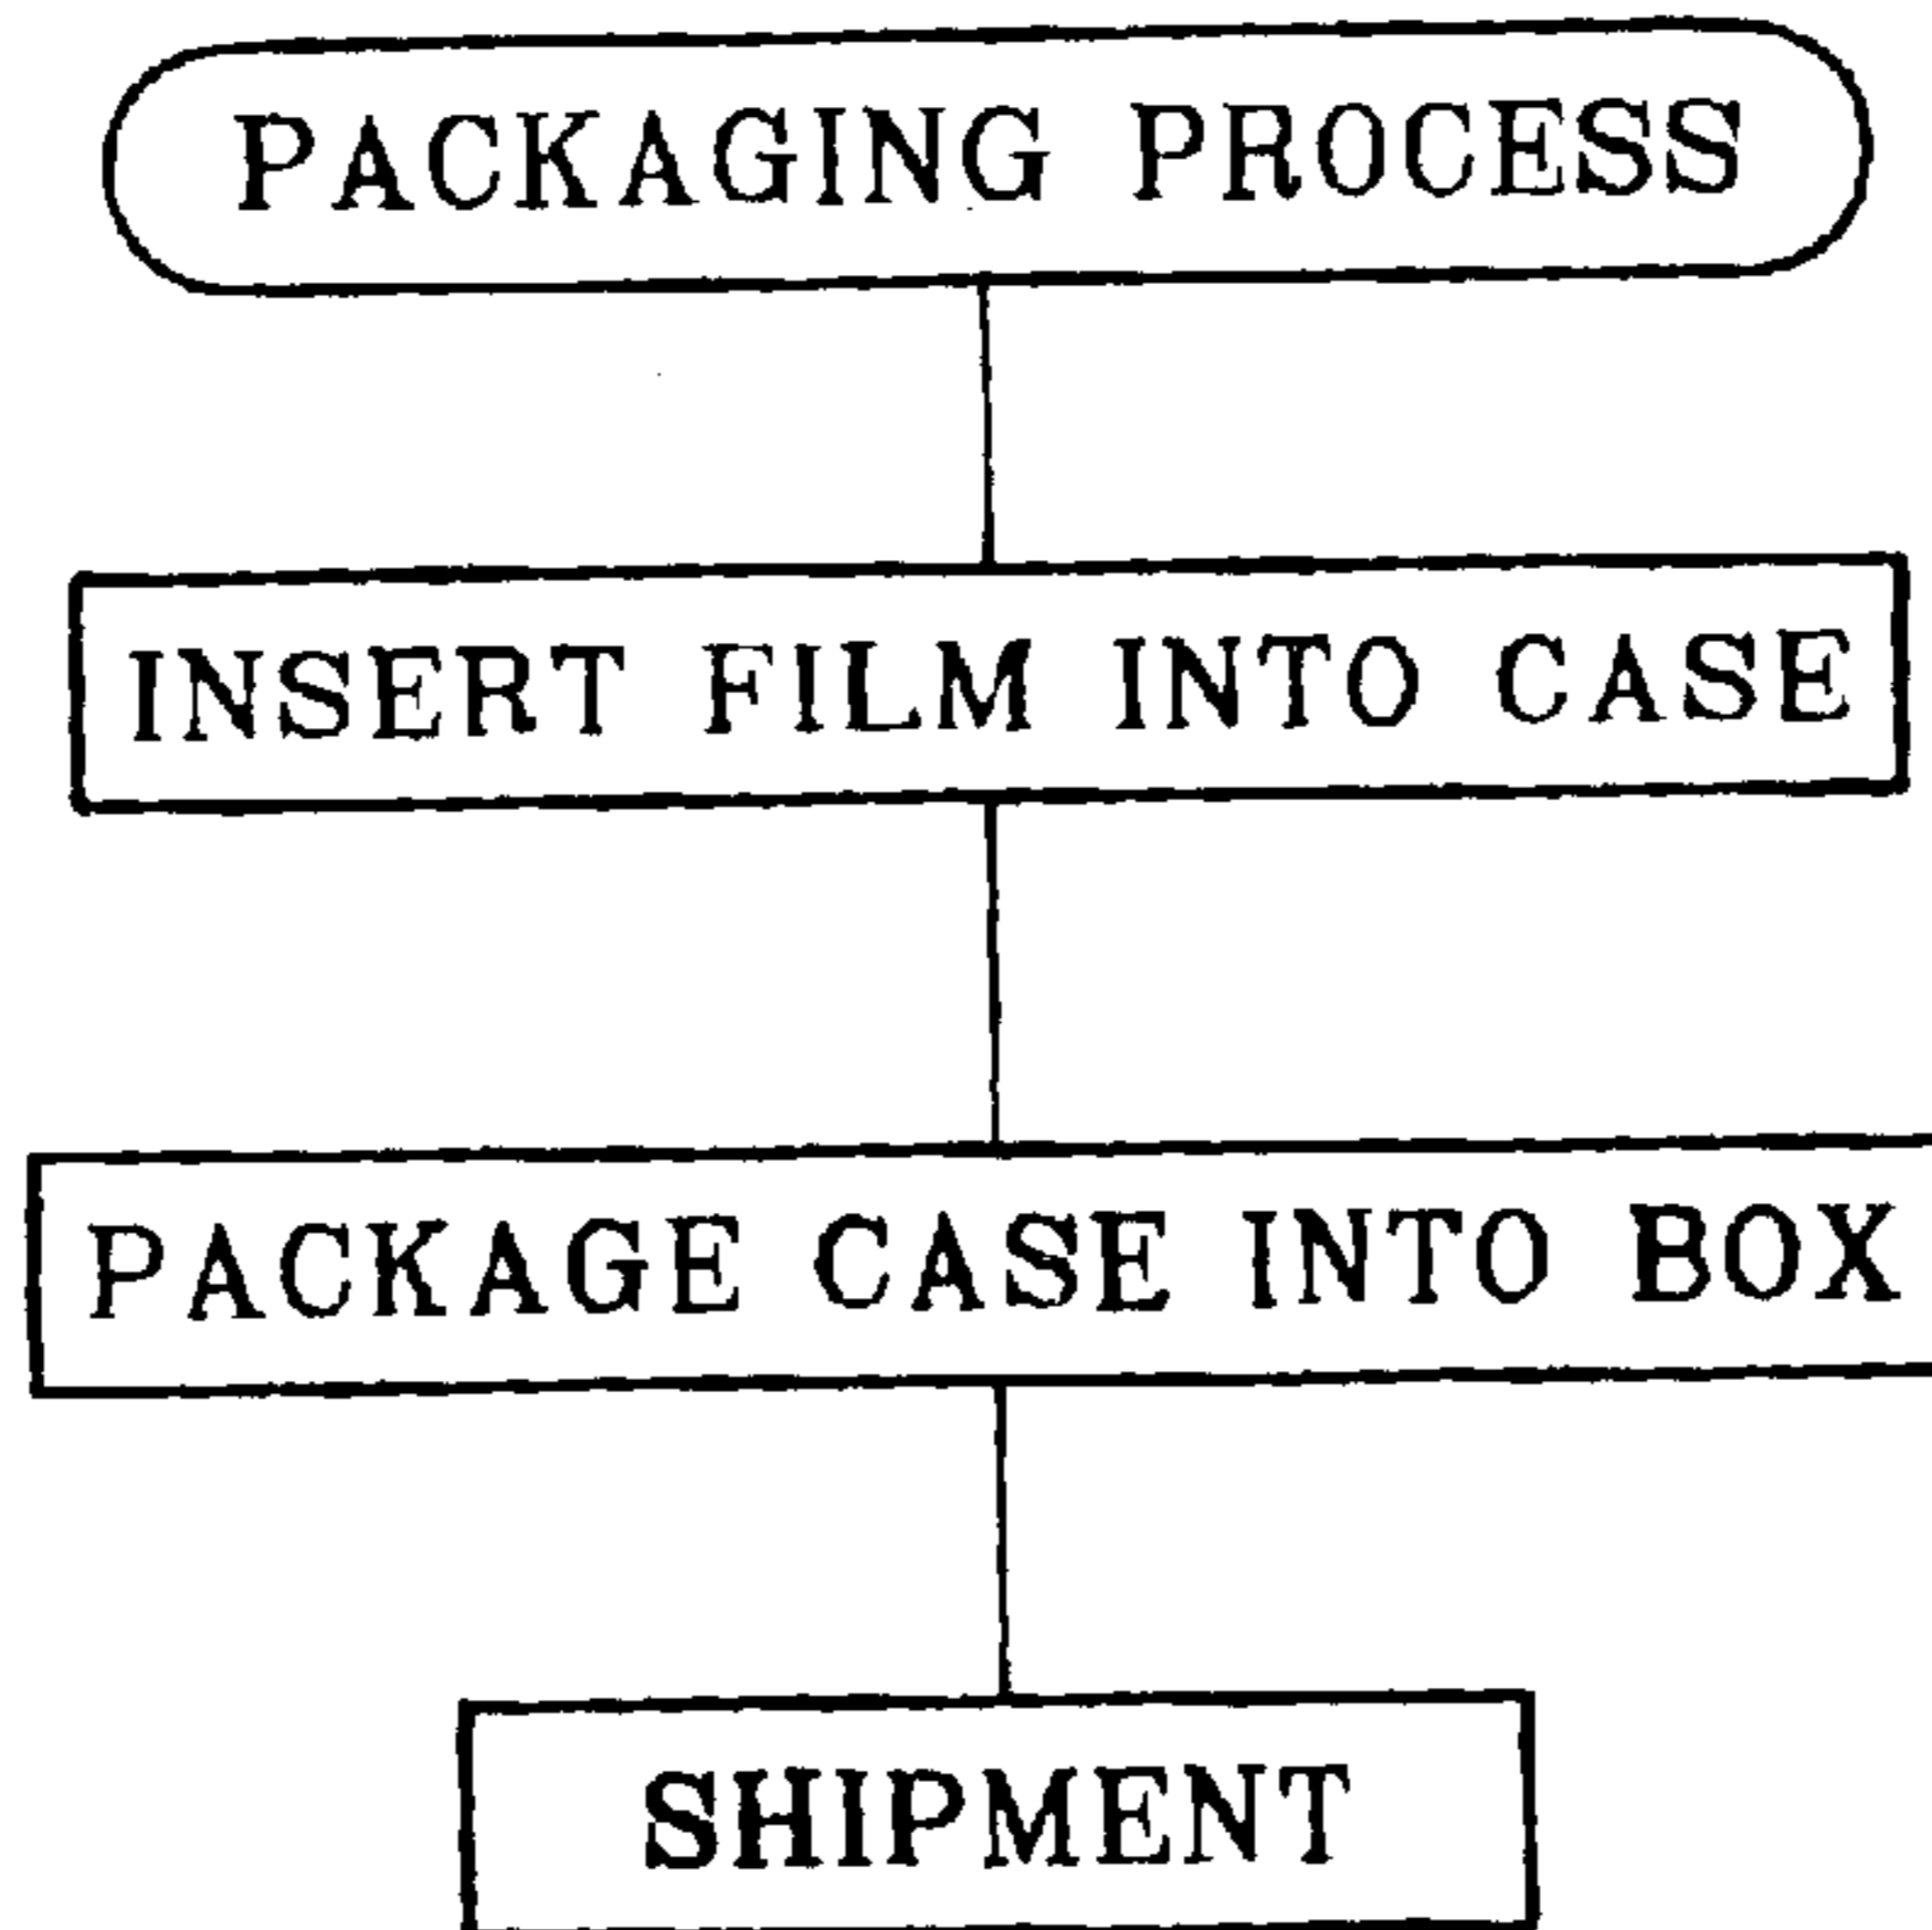 PACKAGING PROCESS
INSERT FILM INTO CASE
PACKAGE CASE INTO BOX
SHIPMENT